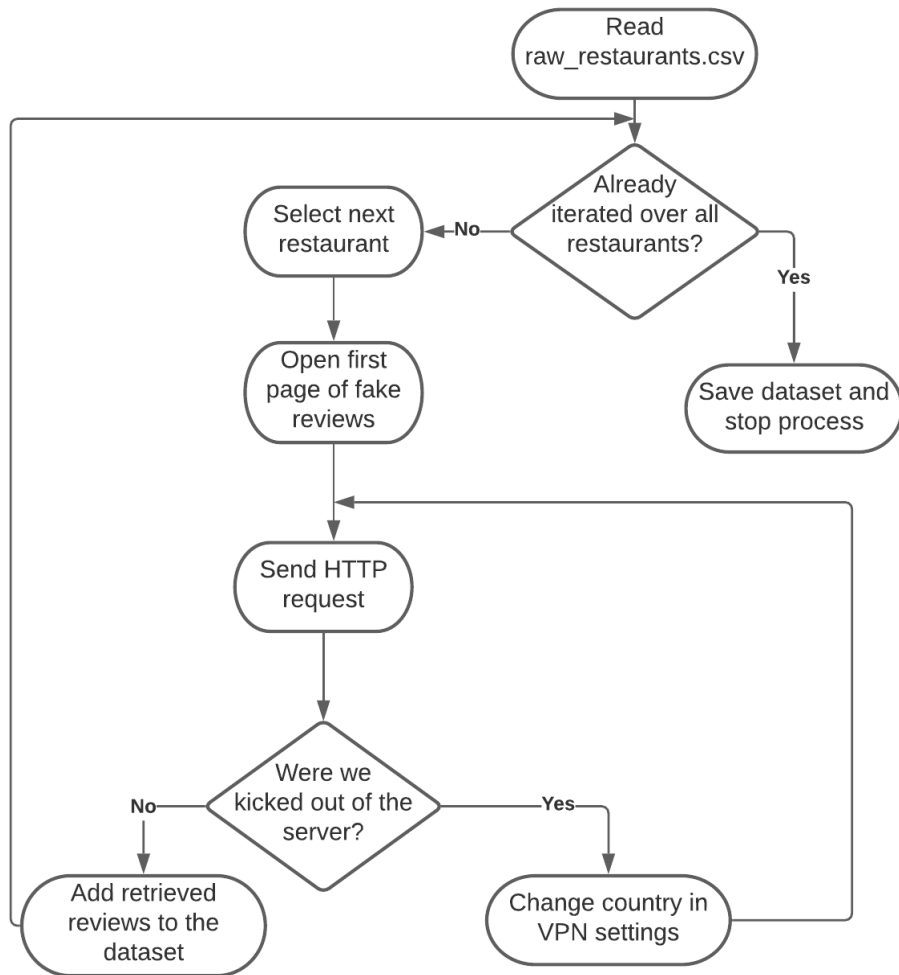 Read
raw_restaurants.csv
Already
iterated over all
restaurants?
No
Yes
Select next
restaurant
Save dataset and
stop process
Open first
page of fake
reviews
Send HTTP
request
Were we
kicked out of the
server?
No
Yes
Add retrieved
reviews to the
dataset
Change country in
VPN settings